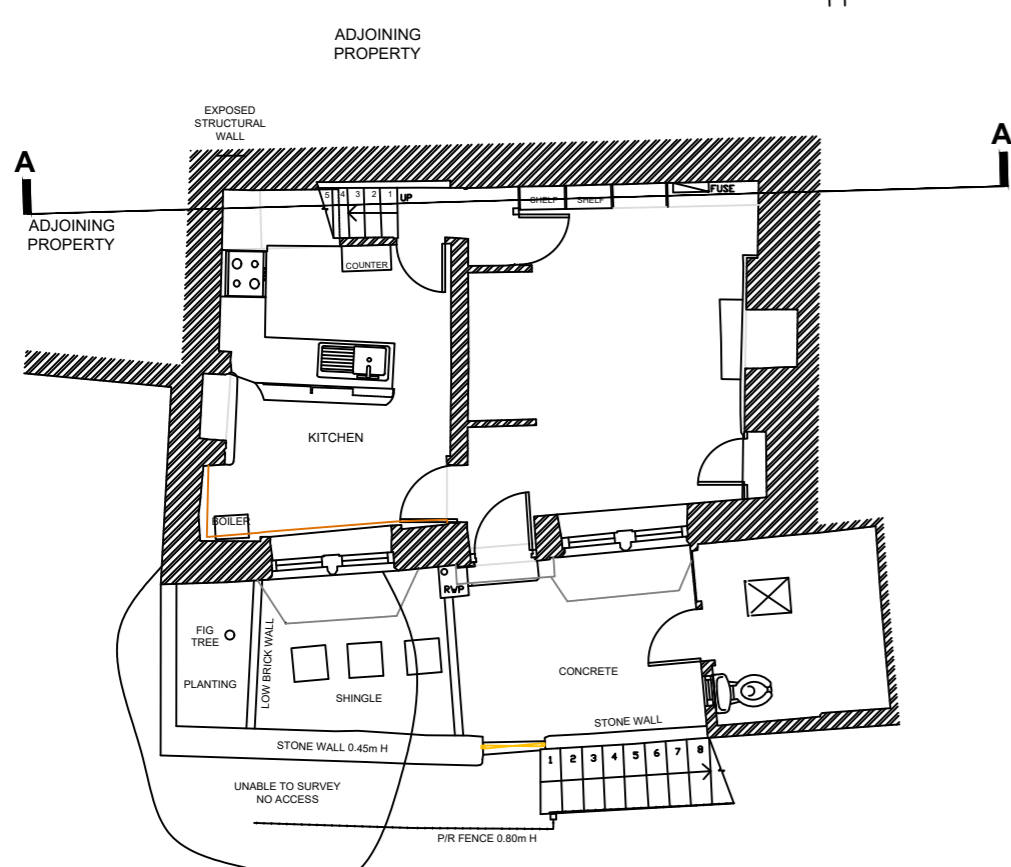 ADJOINING
PROPERTY
EXPOSED
STRUCTURAL
WALL
A
A
ADJOINING
PROPERTY
5 4 3 2 1 UP
SHELF SHELF
FUSE
COUNTER
KITCHEN
BOILER
RWP
FIG
TREE
PLANTING
LOW BRICK WALL
SHINGLE
CONCRETE
STONE WALL
STONE WALL 0.45m H
1 2 3 4 5 6 7 8
UNABLE TO SURVEY
NO ACCESS
P/R FENCE 0.80m H